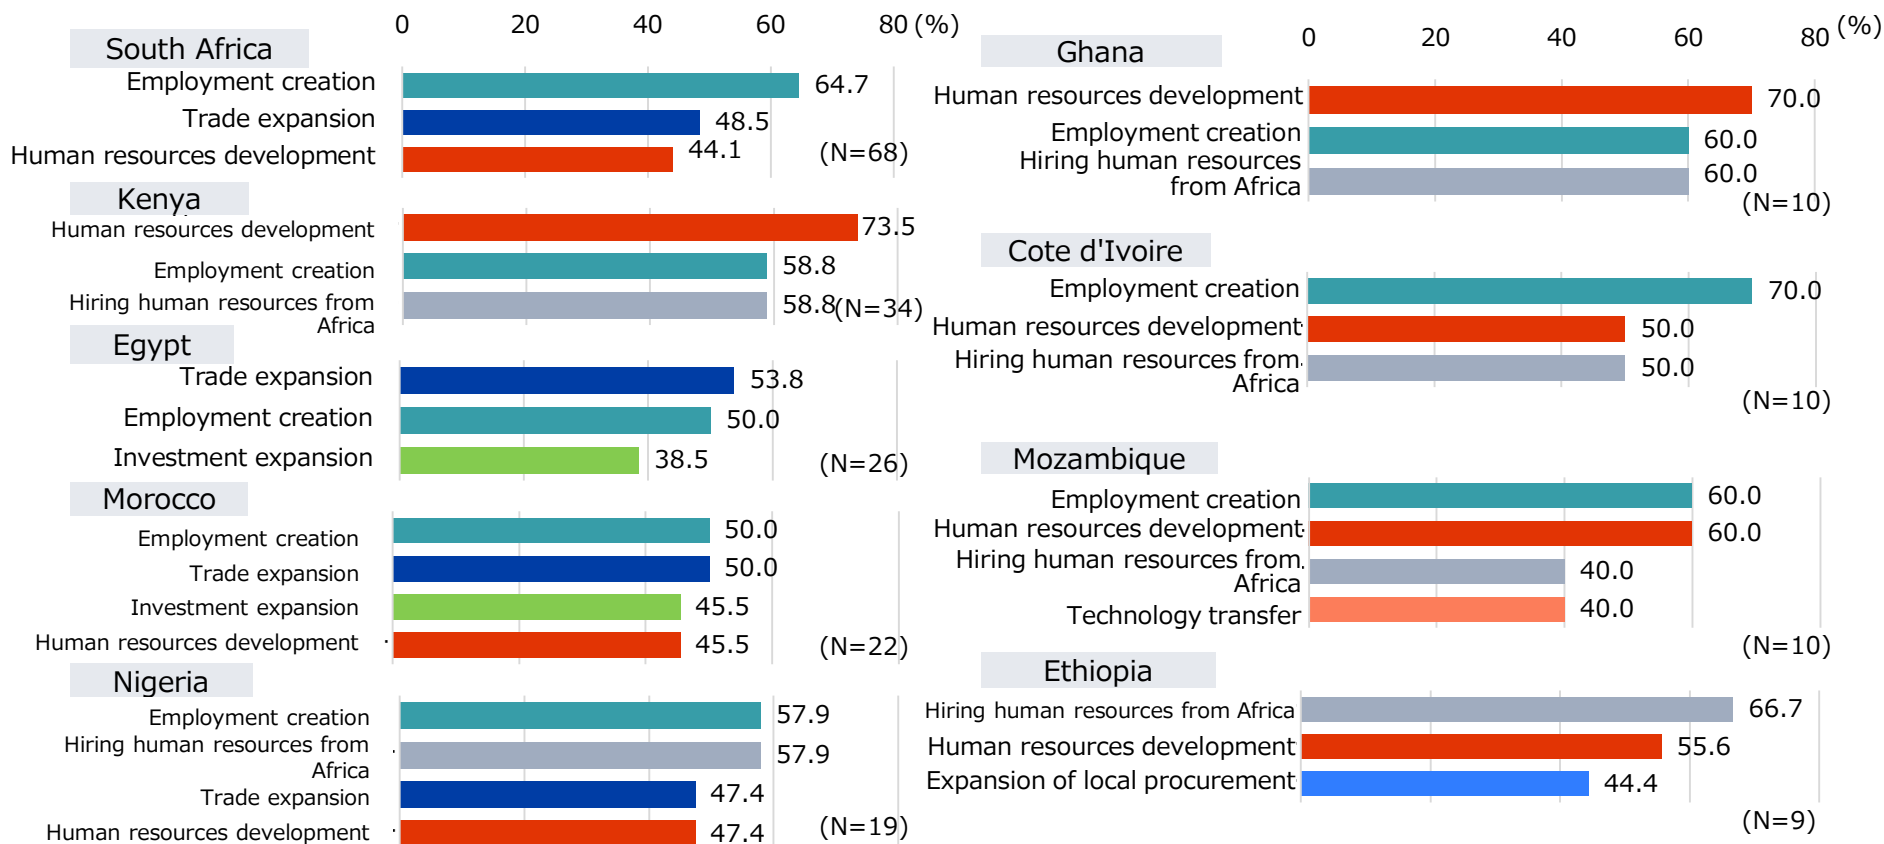 0 20 40 60 80 (%)
South Africa
Employment creation 64.7
Trade expansion 48.5
Human resources development 44.1
(N=68)
Kenya
Human resources development 73.5
Employment creation 58.8
Hiring human resources from
Africa
58.8
(N=34)
Egypt
Trade expansion 53.8
Employment creation 50.0
Investment expansion 38.5
(N=26)
Morocco
Employment creation 50.0
Trade expansion 50.0
Investment expansion 45.5
Human resources development 45.5
(N=22)
Nigeria
Employment creation 57.9
Hiring human resources from
Africa
57.9
Trade expansion 47.4
Human resources development 47.4
(N=19)
0 20 40 60 80 (%)
Ghana
Human resources development 70.0
Employment creation 60.0
Hiring human resources
from Africa
60.0
(N=10)
Cote d'Ivoire
Employment creation 70.0
Human resources development 50.0
Hiring human resources from
Africa
50.0
(N=10)
Mozambique
Employment creation 60.0
Human resources development 60.0
Hiring human resources from
Africa
40.0
Technology transfer 40.0
(N=10)
Ethiopia
Hiring human resources from Africa 66.7
Human resources development 55.6
Expansion of local procurement 44.4
(N=9)